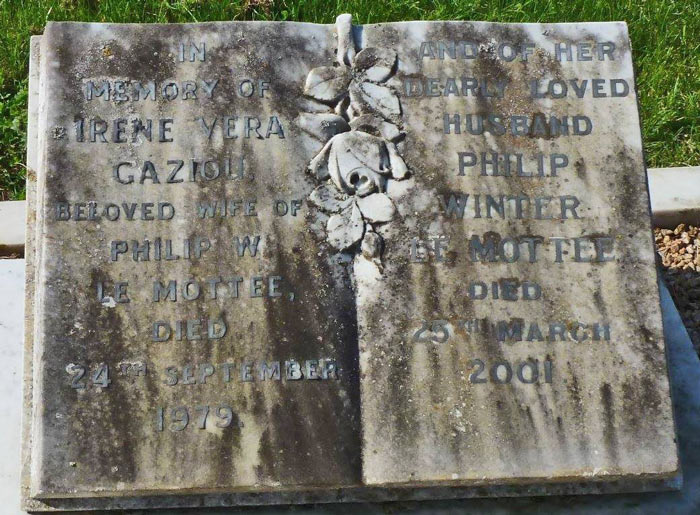 IN
MEMORY OF
IRENE VERA
GAZIOLI,
BELOVED WIFE OF
PHILIP W.
LE MOTTEE,
DIED
24TH SEPTEMBER
1979.
AND OF HER
DEARLY LOVED
HUSBAND
PHILIP
WINTER
LE MOTTEE
DIED
25TH MARCH
2001